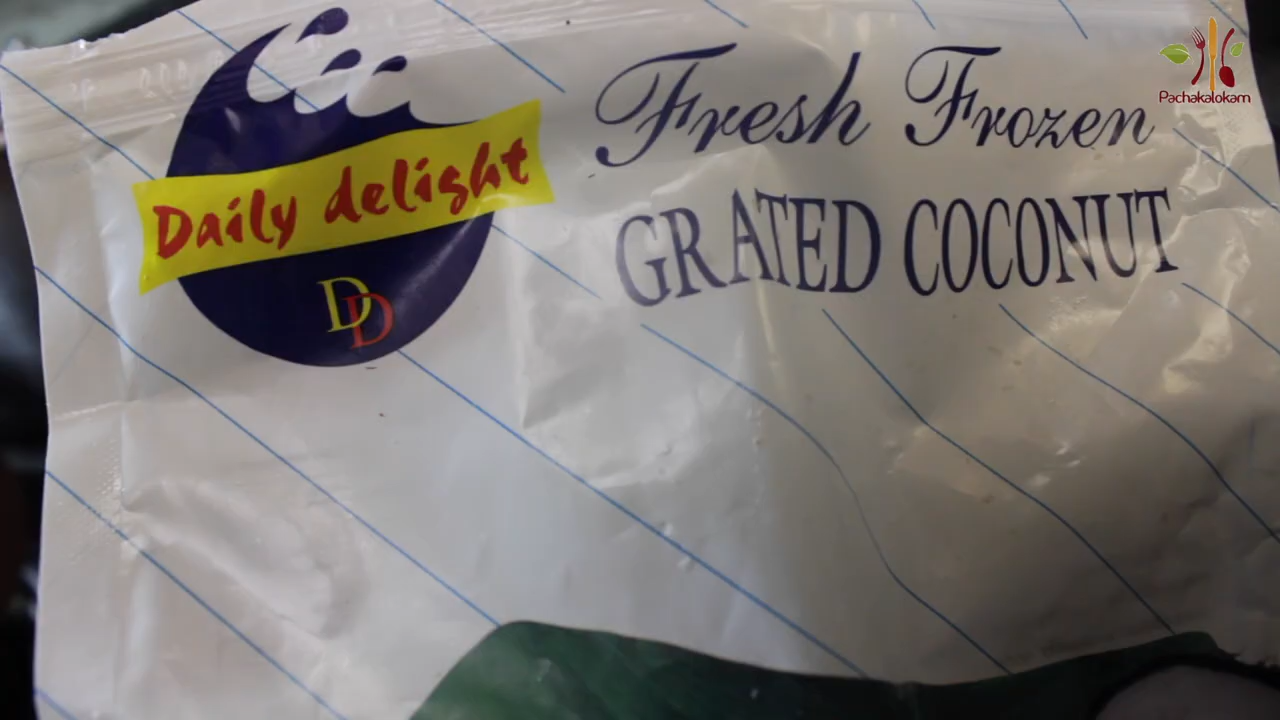 Daily delight
DD
Fresh Frozen
GRATED COCONUT
Pachakalokam